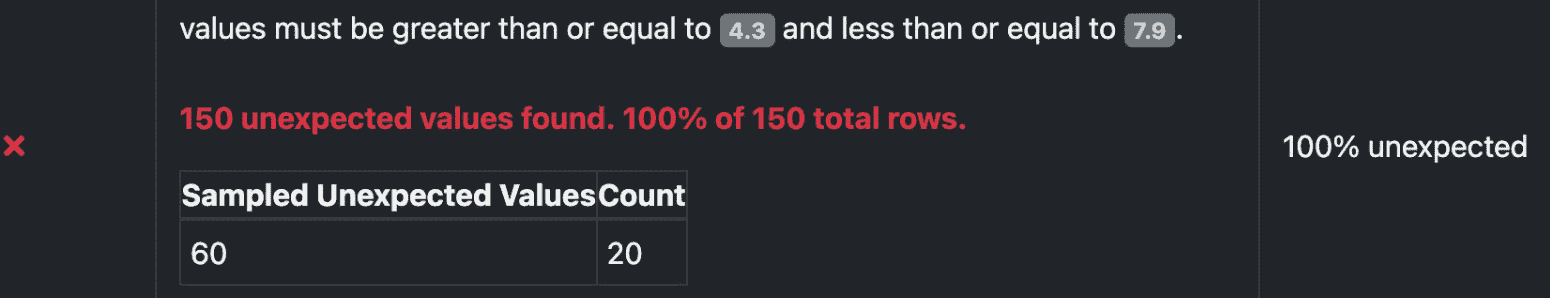 values must be greater than or equal to 4.3 and less than or equal to 7.9.
150 unexpected values found. 100% of 150 total rows.
100% unexpected
Sampled Unexpected Values Count
60 20